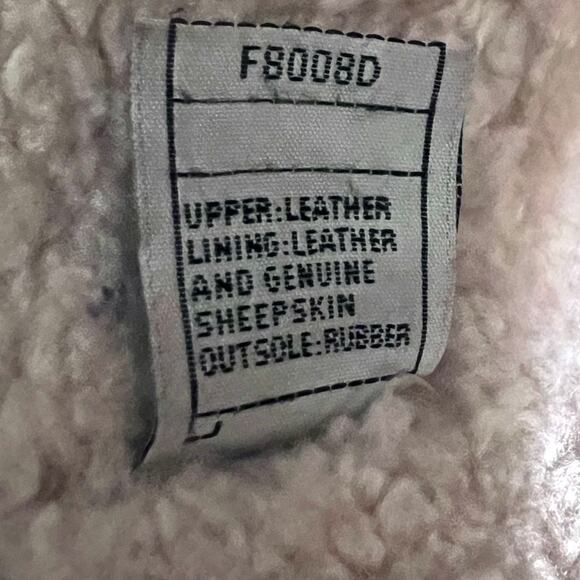 F8008D
UPPER:LEATHER
LINING:LEATHER
AND GENUINE
SHEEPSKIN
OUTSOLE:RUBBER